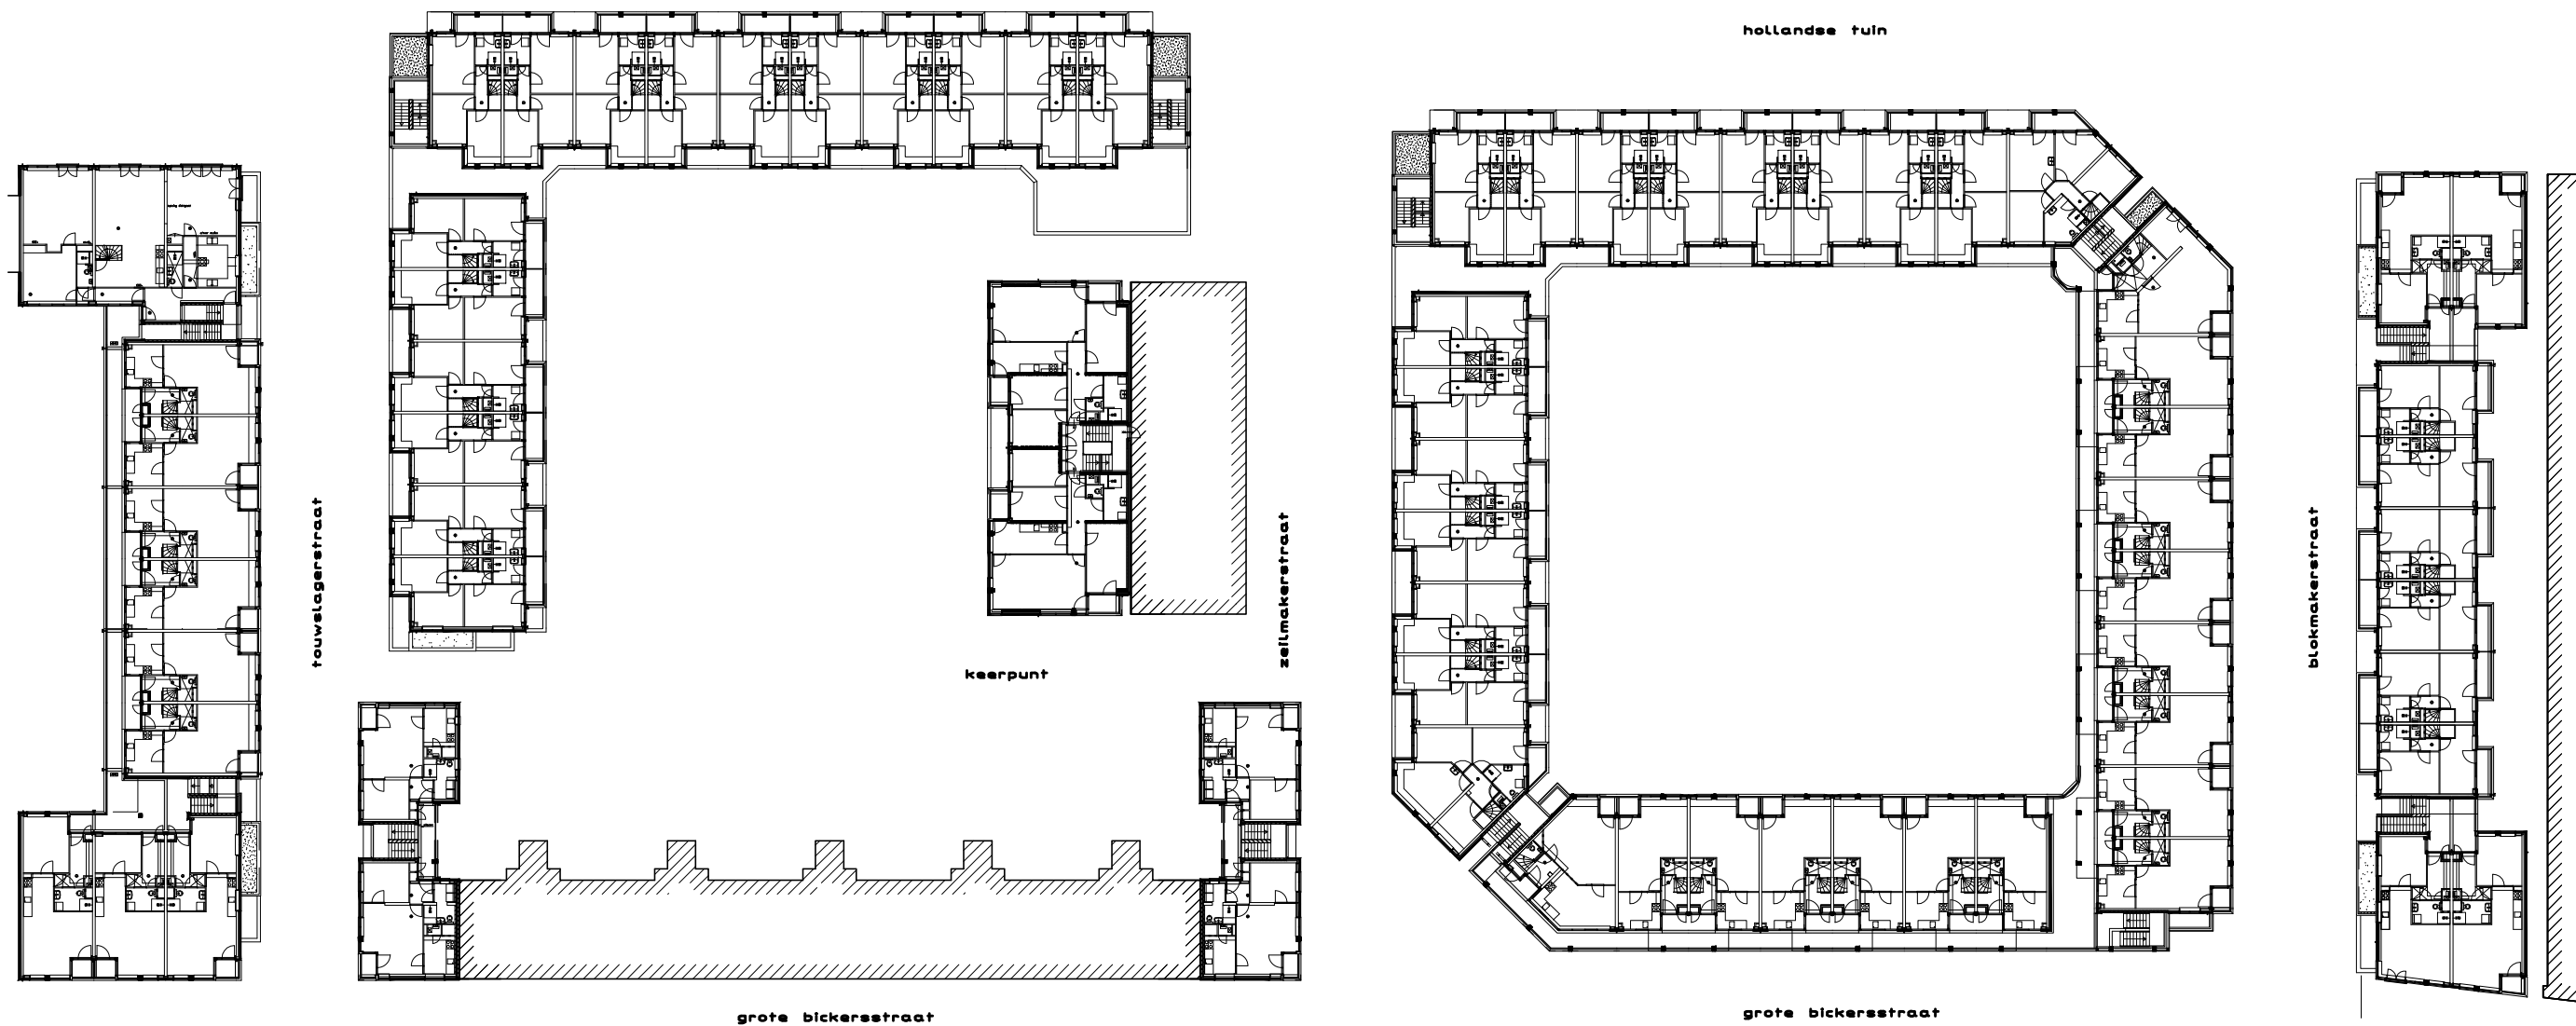 hollandse tuin
touwslagerstraat
zeilmakerstraat
blokmakerstraat
keerpunt
grote bickersstraat
grote bickersstraat